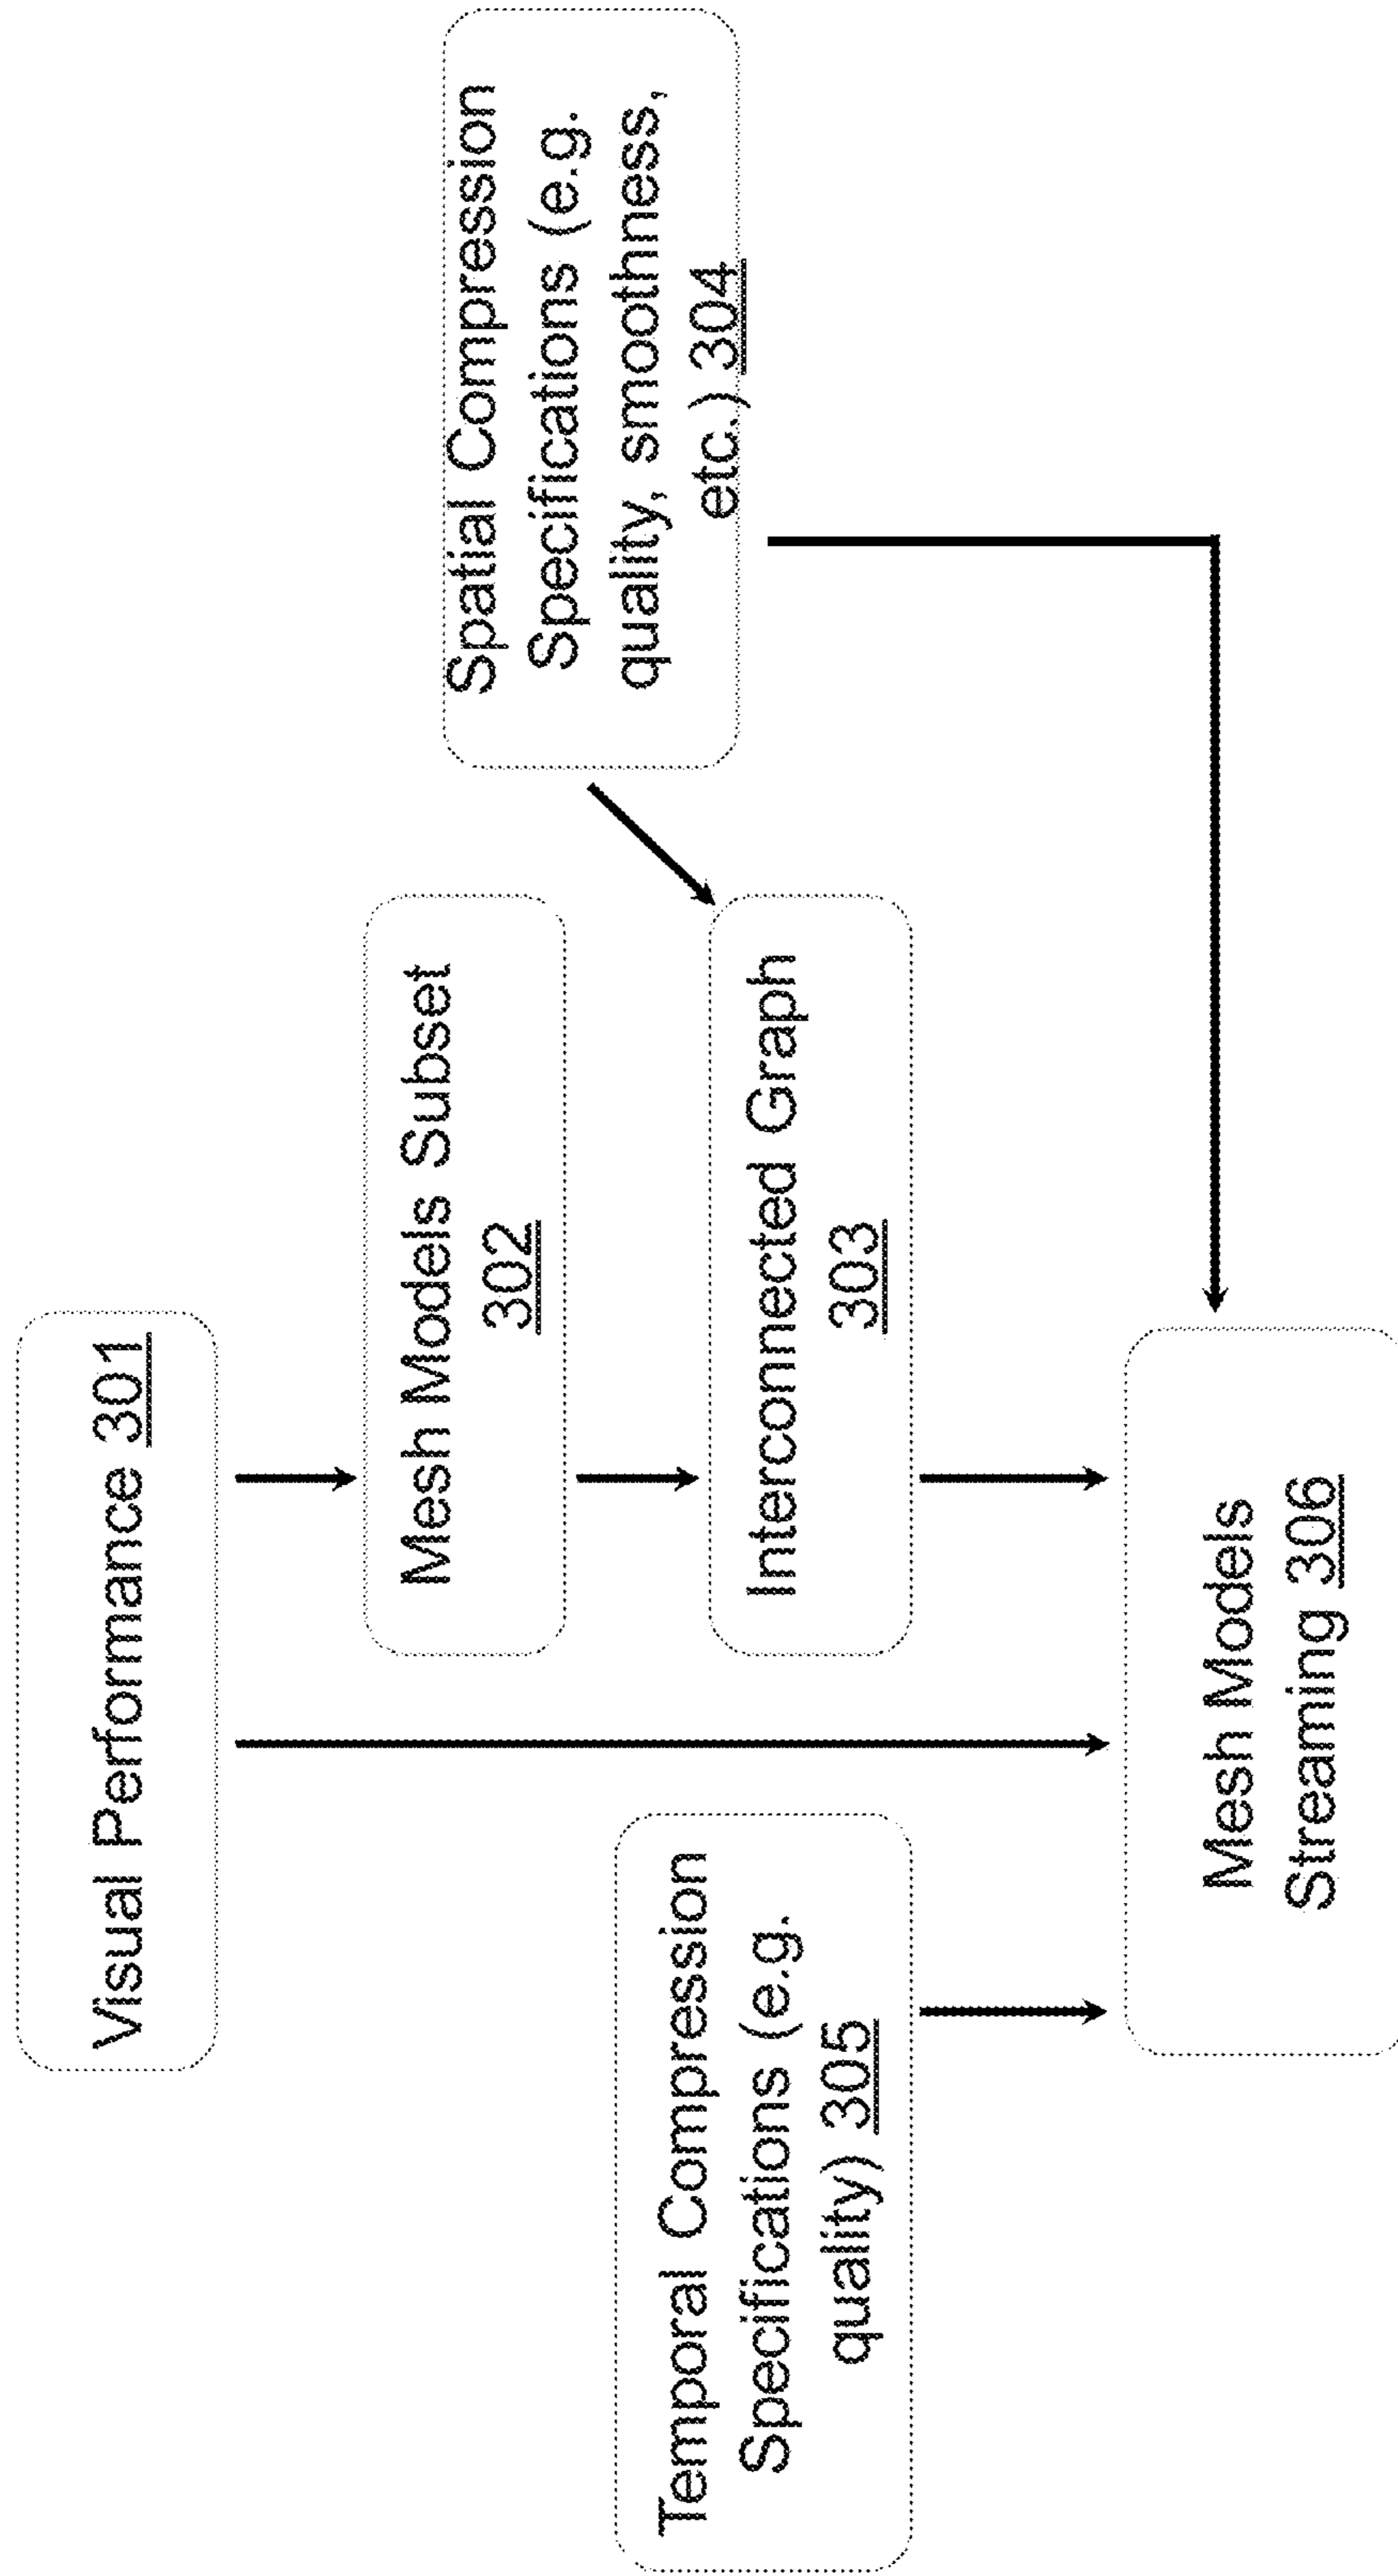 Visual Performance 301
Mesh Models Subset
302
Spatial Compression
Specifications (e.g.
quality, smoothness,
etc.) 304
Temporal Compression
Specifications (e.g.
quality) 305
Interconnected Graph
303
Mesh Models
Streaming 306